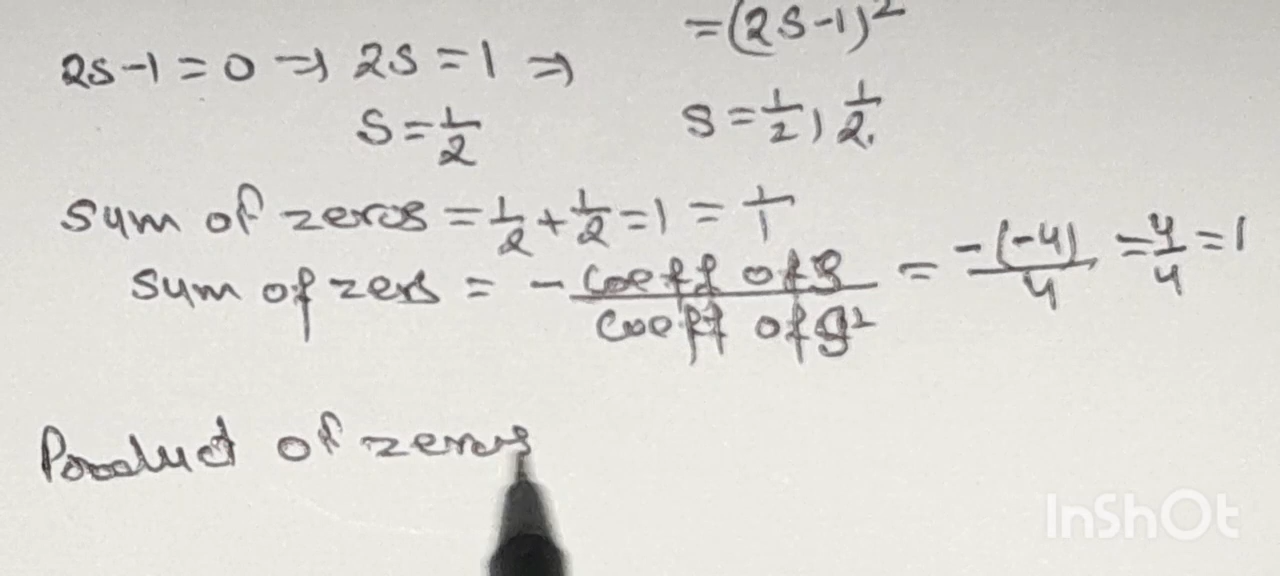 =(2S-1)²
2s-1=0 ⇒ 2S=1 ⇒
S=1/2
S=1/2, 1/2.
Sum of zeros = 1/2 + 1/2 = 1 = 1/1
Sum of zers = - coeff of S / coeff of S² = -(-4)/4 = 4/4 = 1
Product of zeros
InShOt